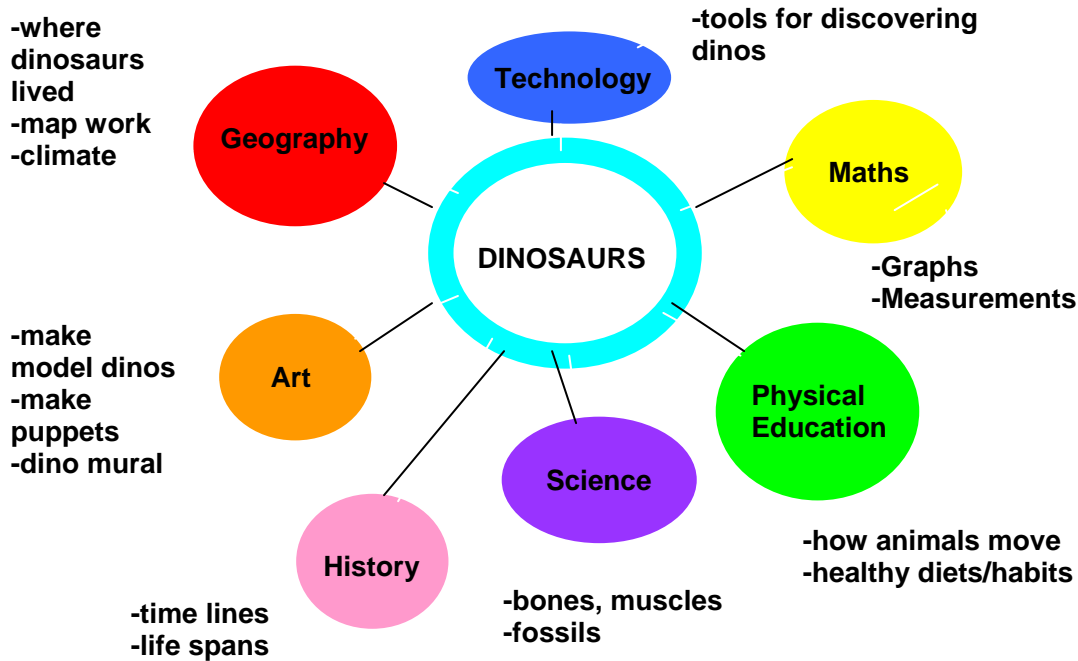 -where
dinosaurs
lived
-map work
-climate
Geography
Technology
-tools for discovering
dinos
Maths
-Graphs
-Measurements
DINOSAURS
-make
model dinos
-make
puppets
-dino mural
Art
Physical
Education
-how animals move
-healthy diets/habits
Science
-bones, muscles
-fossils
History
-time lines
-life spans